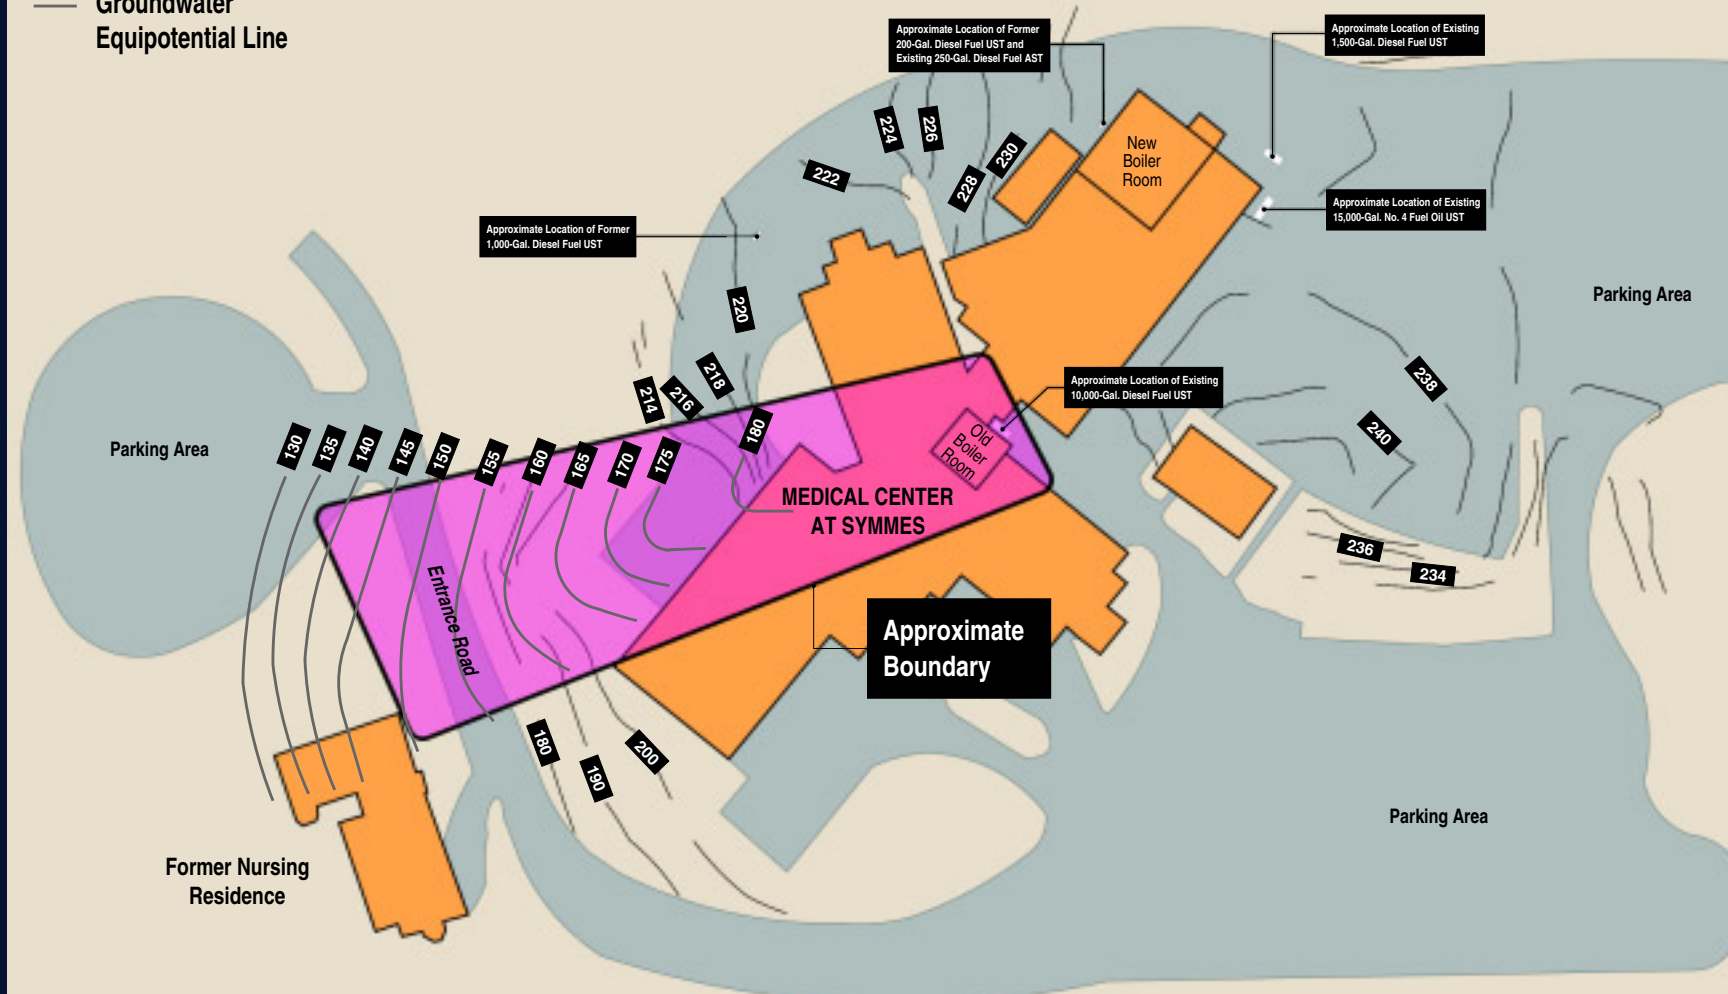 Groundwater
Equipotential Line
Approximate Location of Former
200-Gal. Diesel Fuel UST and
Existing 250-Gal. Diesel Fuel AST
Approximate Location of Existing
1,500-Gal. Diesel Fuel UST
224
226
230
228
222
New
Boiler
Room
Approximate Location of Existing
15,000-Gal. No. 4 Fuel Oil UST
Approximate Location of Former
1,000-Gal. Diesel Fuel UST
220
Parking Area
218
216
214
Approximate Location of Existing
10,000-Gal. Diesel Fuel UST
238
240
Parking Area
130
135
140
145
150
155
160
165
170
175
180
Old
Boiler
Room
MEDICAL CENTER
AT SYMMES
236
234
Entrance Road
Approximate
Boundary
180
190
200
Parking Area
Former Nursing
Residence